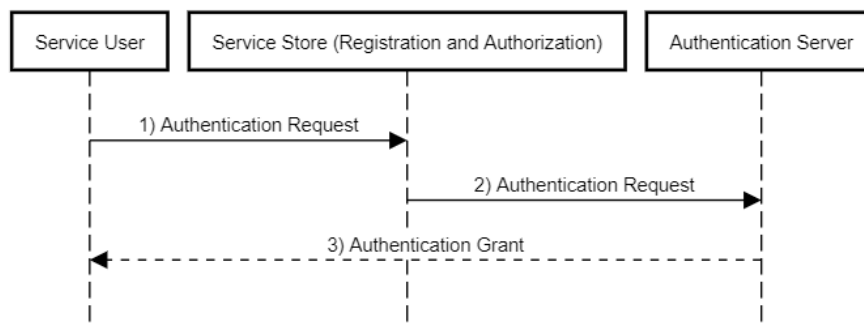 Service User
Service Store (Registration and Authorization)
Authentication Server
1) Authentication Request
2) Authentication Request
3) Authentication Grant